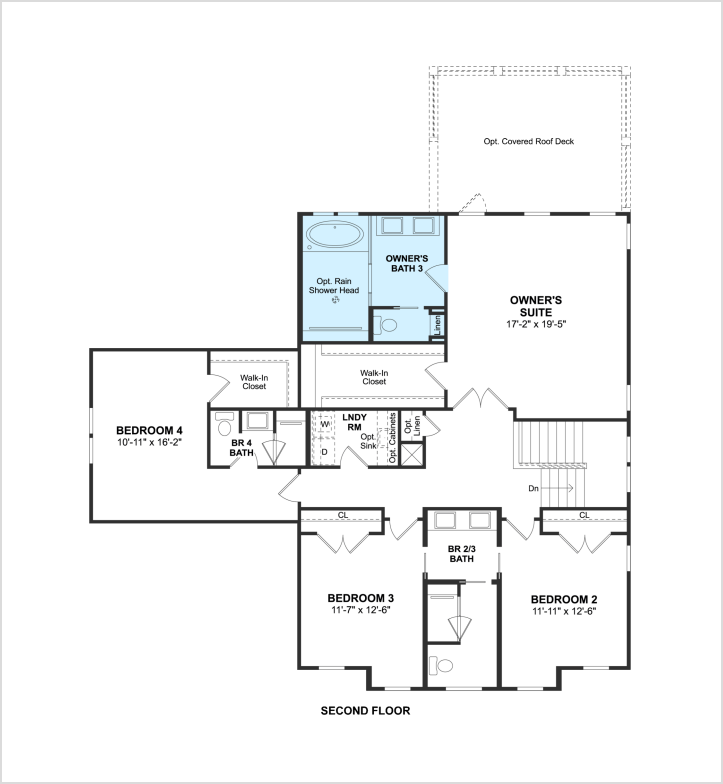 Opt. Covered Roof Deck
OWNER'S
BATH 3
Opt. Rain
Shower Head
Linen
OWNER'S
SUITE
17'-2" x 19'-5"
Walk-In
Closet
Walk-In
Closet
BEDROOM 4
10'-11" x 16'-2"
BR 4
BATH
W
D
LNDY
RM
Opt.
Sink
Opt. Cabinets
Opt.
Linen
Dn
CL
CL
BR 2/3
BATH
BEDROOM 3
11'-7" x 12'-6"
BEDROOM 2
11'-11" x 12'-6"
SECOND FLOOR